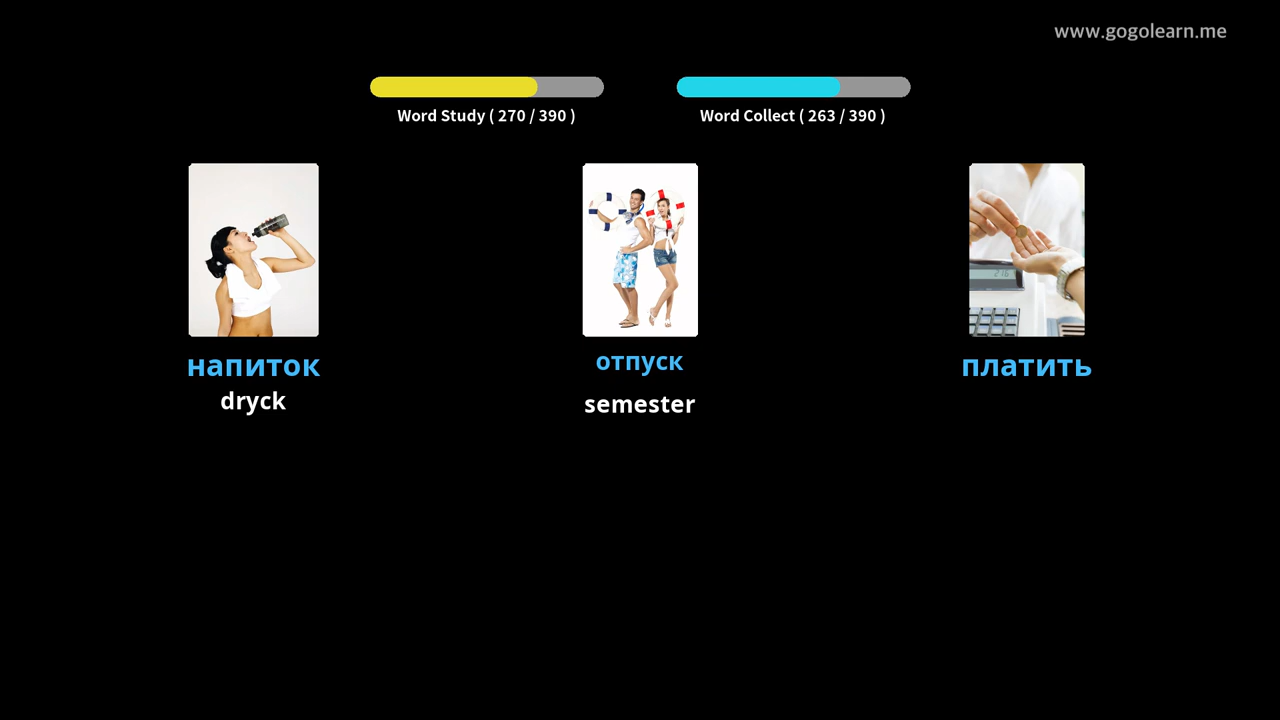 www.gogolearn.me
Word Study ( 270 / 390 )
Word Collect ( 263 / 390 )
напиток
dryck
отпуск
semester
платить